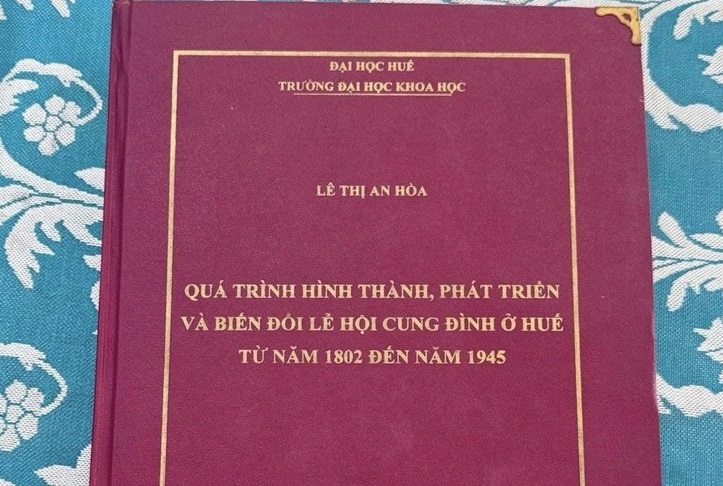 ĐẠI HỌC HUẾ
TRƯỜNG ĐẠI HỌC KHOA HỌC
LÊ THỊ AN HÒA
QUÁ TRÌNH HÌNH THÀNH, PHÁT TRIỂN
VÀ BIẾN ĐỔI LỄ HỘI CUNG ĐÌNH Ở HUẾ
TỪ NĂM 1802 ĐẾN NĂM 1945